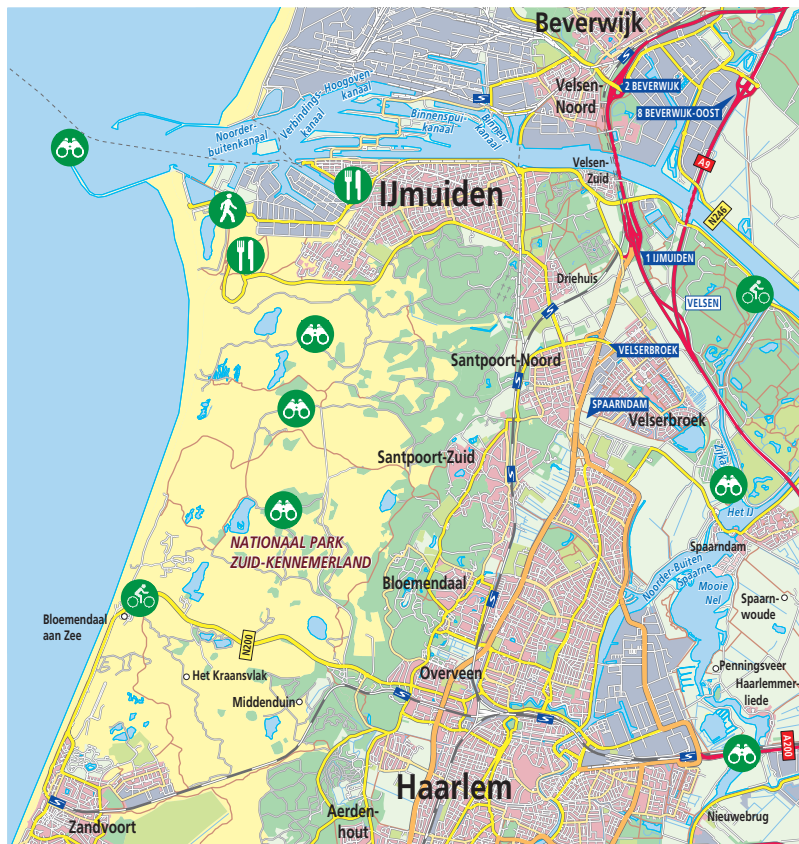 Beverwijk
Velsen-
Noord
2 BEVERWIJK
8 BEVERWIJK-OOST
Hoogoven-
kanaal
Verbindings-
kanaal
Noorder-
buitenkanaal
Binnenspui-
kanaal
Binnen-
kanaal
S
S
A9
N246
Velsen-
Zuid
IJmuiden
1 IJMUIDEN
Driehuis
VELSEN
S
VELSERBROEK
Santpoort-Noord
S
SPAARNDAM
Velserbroek
Santpoort-Zuid
S
Zijka
Het IJ
NATIONAAL PARK
ZUID-KENNEMERLAND
Spaarndam
Noorder-Buiten
Spaarne
Mooie
Nel
Bloemendaal
S
Spaarn-
woude
Bloemendaal
aan Zee
N200
Het Kraansvlak
Overveen
Penningsveer
Haarlemmer-
liede
Middenduin
S
S
S
A200
Haarlem
S
Zandvoort
Aerden-
hout
Nieuwebrug